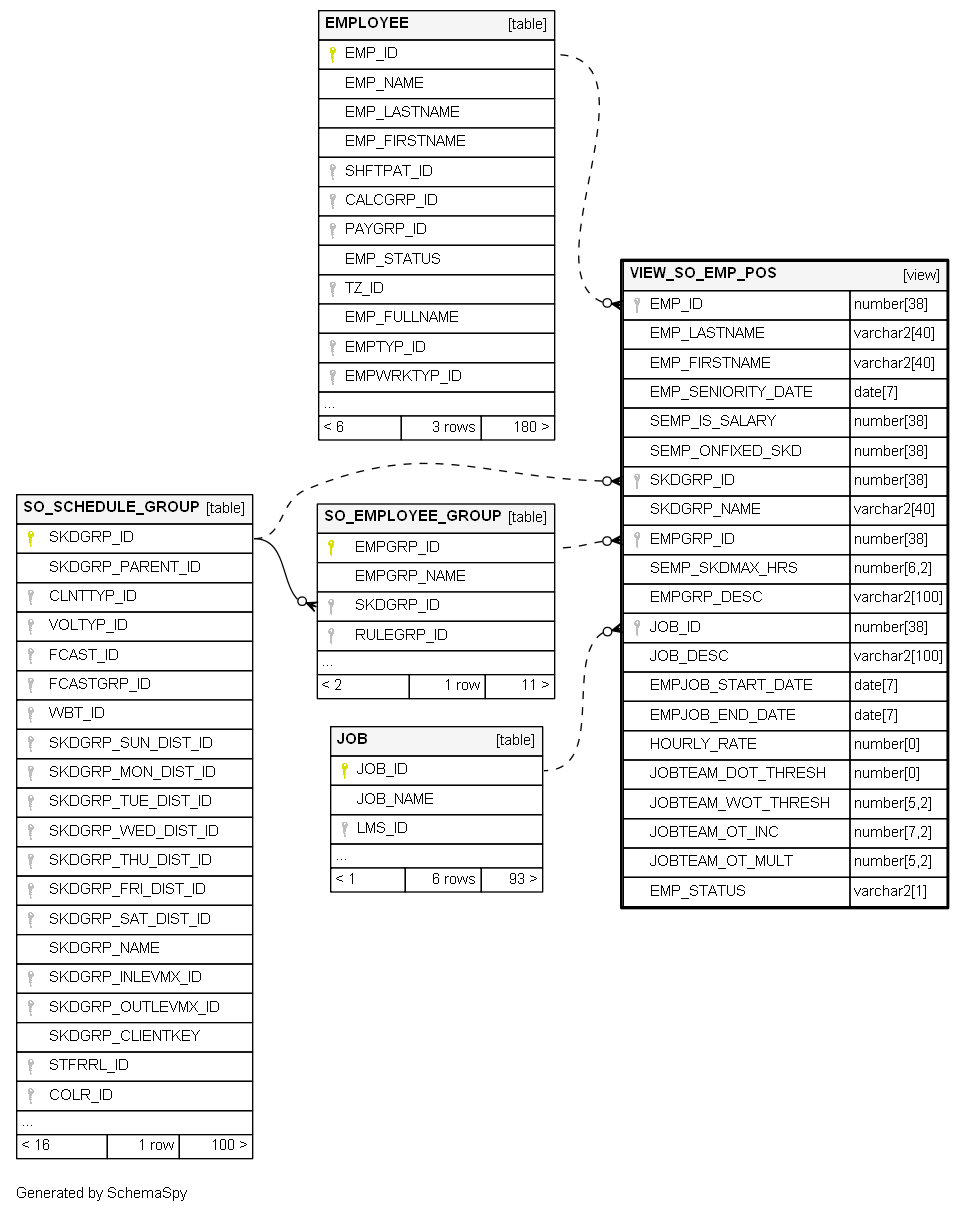 EMPLOYEE [table]
EMP_ID
EMP_NAME
EMP_LASTNAME
EMP_FIRSTNAME
SHFTPAT_ID
CALCGRP_ID
PAYGRP_ID
EMP_STATUS
TZ_ID
EMP_FULLNAME
EMPTYP_ID
EMPWRKTYP_ID
...
< 6 3 rows 180 >
VIEW_SO_EMP_POS [view]
EMP_ID number[38]
EMP_LASTNAME varchar2[40]
EMP_FIRSTNAME varchar2[40]
EMP_SENIORITY_DATE date[7]
SEMP_IS_SALARY number[38]
SEMP_ONFIXED_SKD number[38]
SKDGRP_ID number[38]
SKDGRP_NAME varchar2[40]
EMPGRP_ID number[38]
SEMP_SKDMAX_HRS number[6,2]
EMPGRP_DESC varchar2[100]
JOB_ID number[38]
JOB_DESC varchar2[100]
EMPJOB_START_DATE date[7]
EMPJOB_END_DATE date[7]
HOURLY_RATE number[0]
JOBTEAM_DOT_THRESH number[0]
JOBTEAM_WOT_THRESH number[5,2]
JOBTEAM_OT_INC number[7,2]
JOBTEAM_OT_MULT number[5,2]
EMP_STATUS varchar2[1]
SO_SCHEDULE_GROUP [table]
SKDGRP_ID
SKDGRP_PARENT_ID
CLNTTYP_ID
VOLTYP_ID
FCAST_ID
FCASTGRP_ID
WBT_ID
SKDGRP_SUN_DIST_ID
SKDGRP_MON_DIST_ID
SKDGRP_TUE_DIST_ID
SKDGRP_WED_DIST_ID
SKDGRP_THU_DIST_ID
SKDGRP_FRI_DIST_ID
SKDGRP_SAT_DIST_ID
SKDGRP_NAME
SKDGRP_INLEVMX_ID
SKDGRP_OUTLEVMX_ID
SKDGRP_CLIENTKEY
STFRRL_ID
COLR_ID
...
< 16 1 row 100 >
SO_EMPLOYEE_GROUP [table]
EMPGRP_ID
EMPGRP_NAME
SKDGRP_ID
RULEGRP_ID
...
< 2 1 row 11 >
JOB [table]
JOB_ID
JOB_NAME
LMS_ID
...
< 1 6 rows 93 >
Generated by SchemaSpy